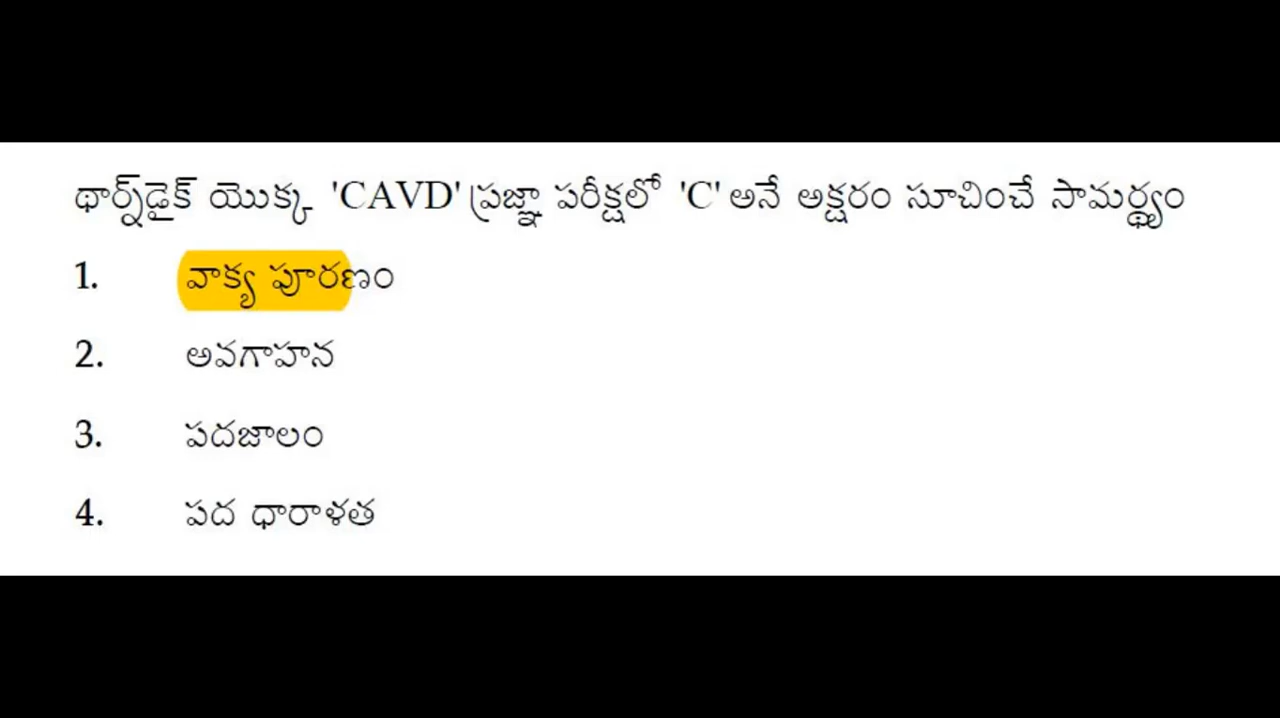 థార్న్‌డైక్ యొక్క 'CAVD' ప్రజ్ఞా పరీక్షలో 'C' అనే అక్షరం సూచించే సామర్థ్యం
1. వాక్య పూరణం
2. అవగాహన
3. పదజాలం
4. పద ధారాళత